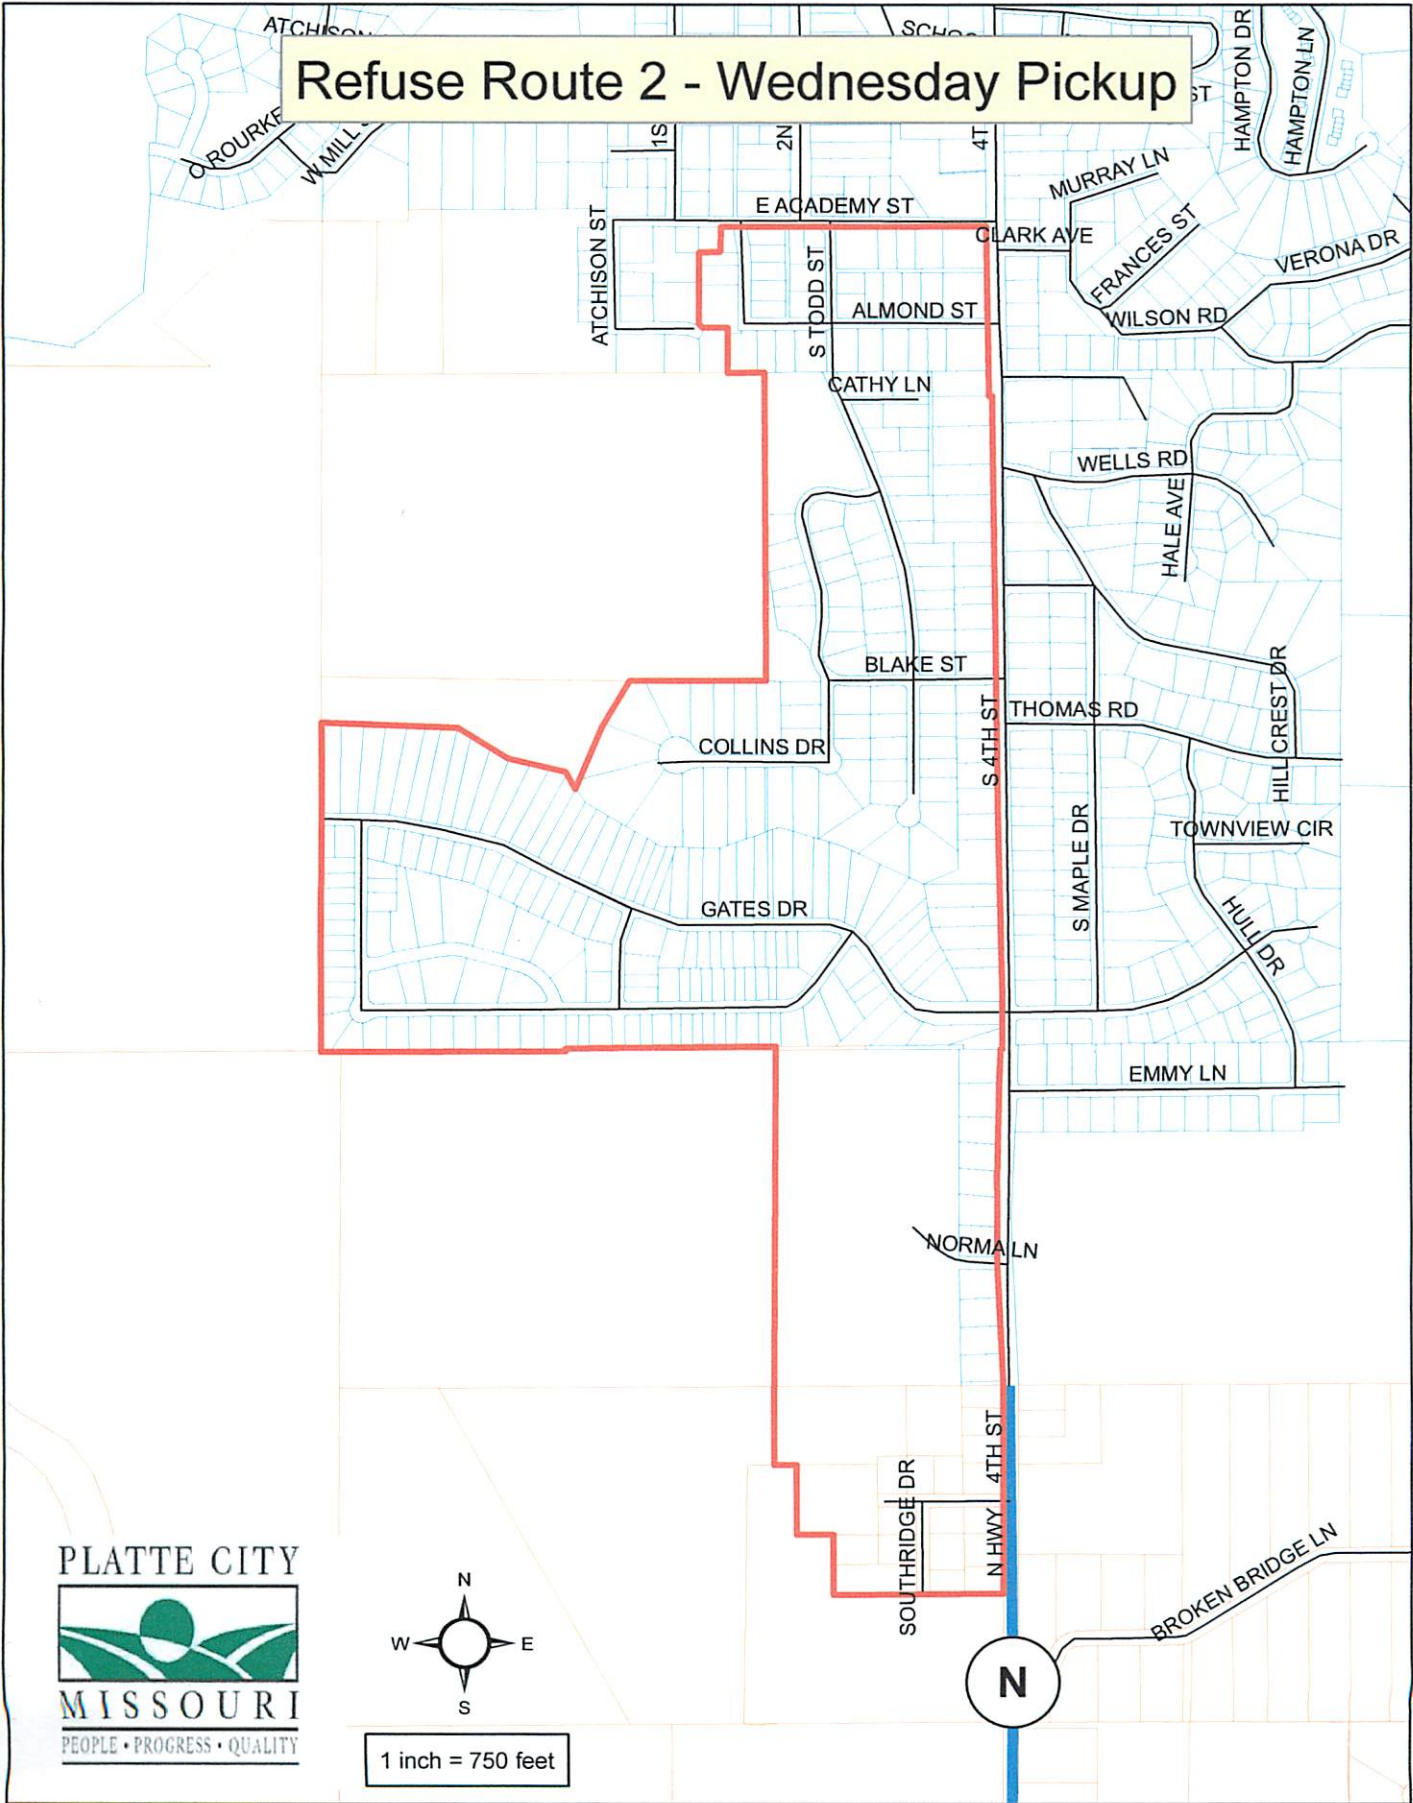 ATCHISON
SCHO
Refuse Route 2 - Wednesday Pickup
ST
HAMPTON DR
HAMPTON LN
O ROURKE
W MILL
1S
2N
4T
MURRAY LN
E ACADEMY ST
ATCHISON ST
CLARK AVE
FRANCES ST
VERONA DR
S TODD ST
ALMOND ST
WILSON RD
CATHY LN
WELLS RD
HALE AVE
BLAKE ST
S 4TH ST
THOMAS RD
HILLCREST DR
COLLINS DR
S MAPLE DR
TOWNVIEW CIR
GATES DR
HULL DR
EMMY LN
NORMA LN
SOUTHRIDGE DR
N HWY 4TH ST
BROKEN BRIDGE LN
N
PLATTE CITY
MISSOURI
PEOPLE • PROGRESS • QUALITY
N
W E
S
1 inch = 750 feet